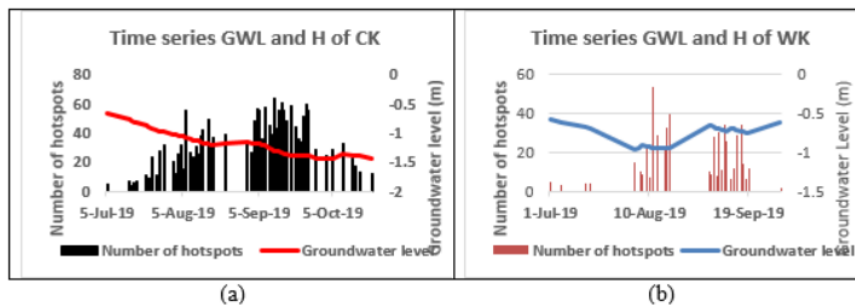 Time series GWL and H of CK
Number of hotspots
80
60
40
20
0
0
-0.5
-1
-1.5
-2
Groundwater level (m)
5-Jul-19 5-Aug-19 5-Sep-19 5-Oct-19
Number of hotspots Groundwater level
(a)
Time series GWL and H of WK
Number of hotspots
60
40
20
0
0
-0.5
-1
-1.5
Groundwater level (m)
1-Jul-19 10-Aug-19 19-Sep-19
Number of hotspots Groundwater level
(b)